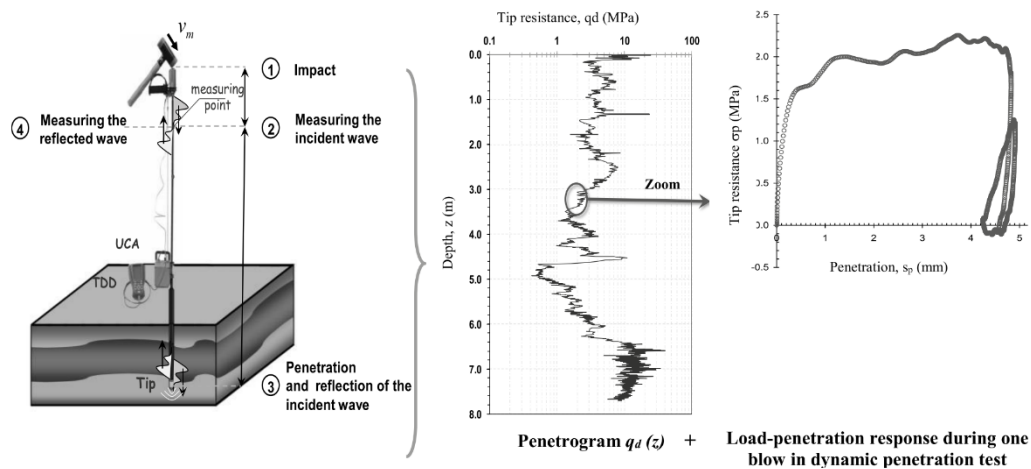 v_m
1 Impact
measuring
point
4 Measuring the
reflected wave
2 Measuring the
incident wave
UCA
TDD
Tip
3 Penetration
and reflection of the
incident wave
Tip resistance, qd (MPa)
0.1 1 10 100
0.0
1.0
2.0
3.0
4.0
5.0
6.0
7.0
8.0
Depth, z (m)
Zoom
Penetrogram q_d (z) +
2.5
2.0
1.5
1.0
0.5
0.0
-0.5
0 1 2 3 4 5
Tip resistance σp (MPa)
Penetration, s_p (mm)
Load-penetration response during one
blow in dynamic penetration test